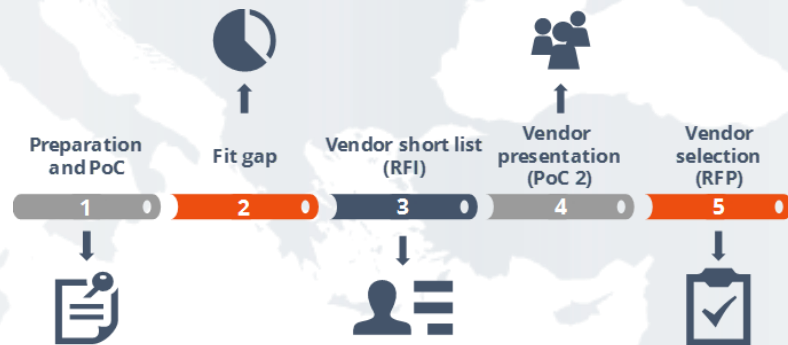 Preparation
and PoC
Fit gap
Vendor short list
(RFI)
Vendor
presentation
(PoC 2)
Vendor
selection
(RFP)
1
2
3
4
5